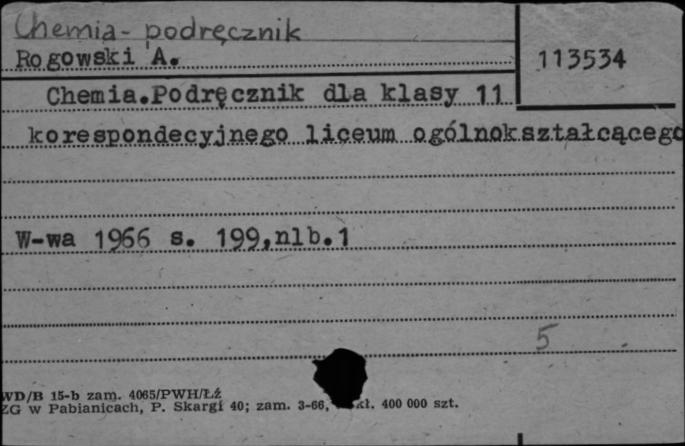 Chemia - podręcznik
Rogowski A.
113534
Chemia.Podręcznik dla klasy 11
korespondecyjnego liceum ogólnokształcącego
W-wa 1966 s. 199,nlb.1
5
WD/B 15-b zam. 4065/PWH/Łź
ZG w Pabianicach, P. Skargi 40; zam. 3-66, 400 000 szt.